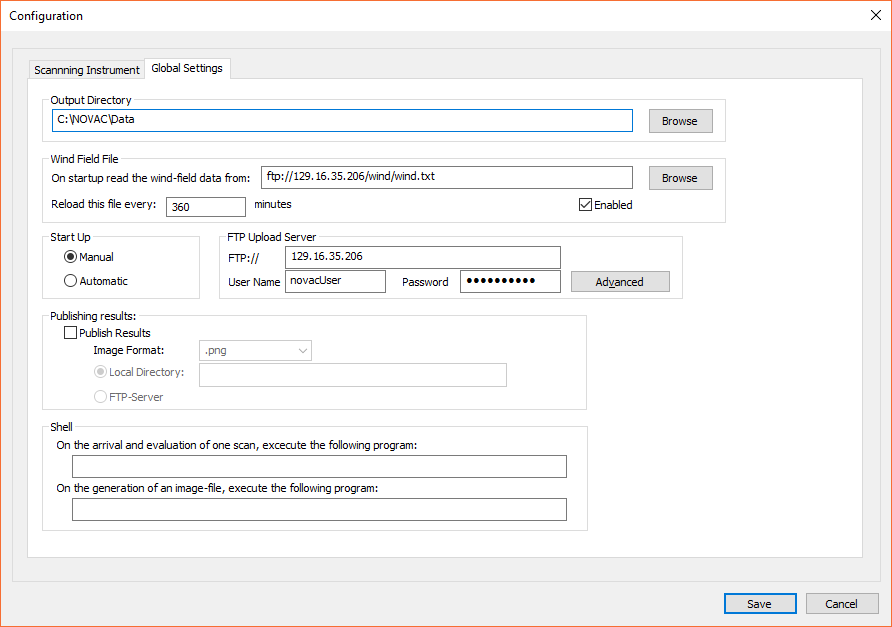 Configuration
Scannning Instrument
Global Settings
Output Directory
C:\NOVAC\Data
Browse
Wind Field File
On startup read the wind-field data from:
ftp://129.16.35.206/wind/wind.txt
Browse
Reload this file every:
360
minutes
Enabled
Start Up
Manual
Automatic
FTP Upload Server
FTP://
129.16.35.206
User Name
novacUser
Password
●●●●●●●●●●
Advanced
Publishing results:
Publish Results
Image Format:
.png
Local Directory:
FTP-Server
Shell
On the arrival and evaluation of one scan, excecute the following program:
On the generation of an image-file, execute the following program:
Save
Cancel